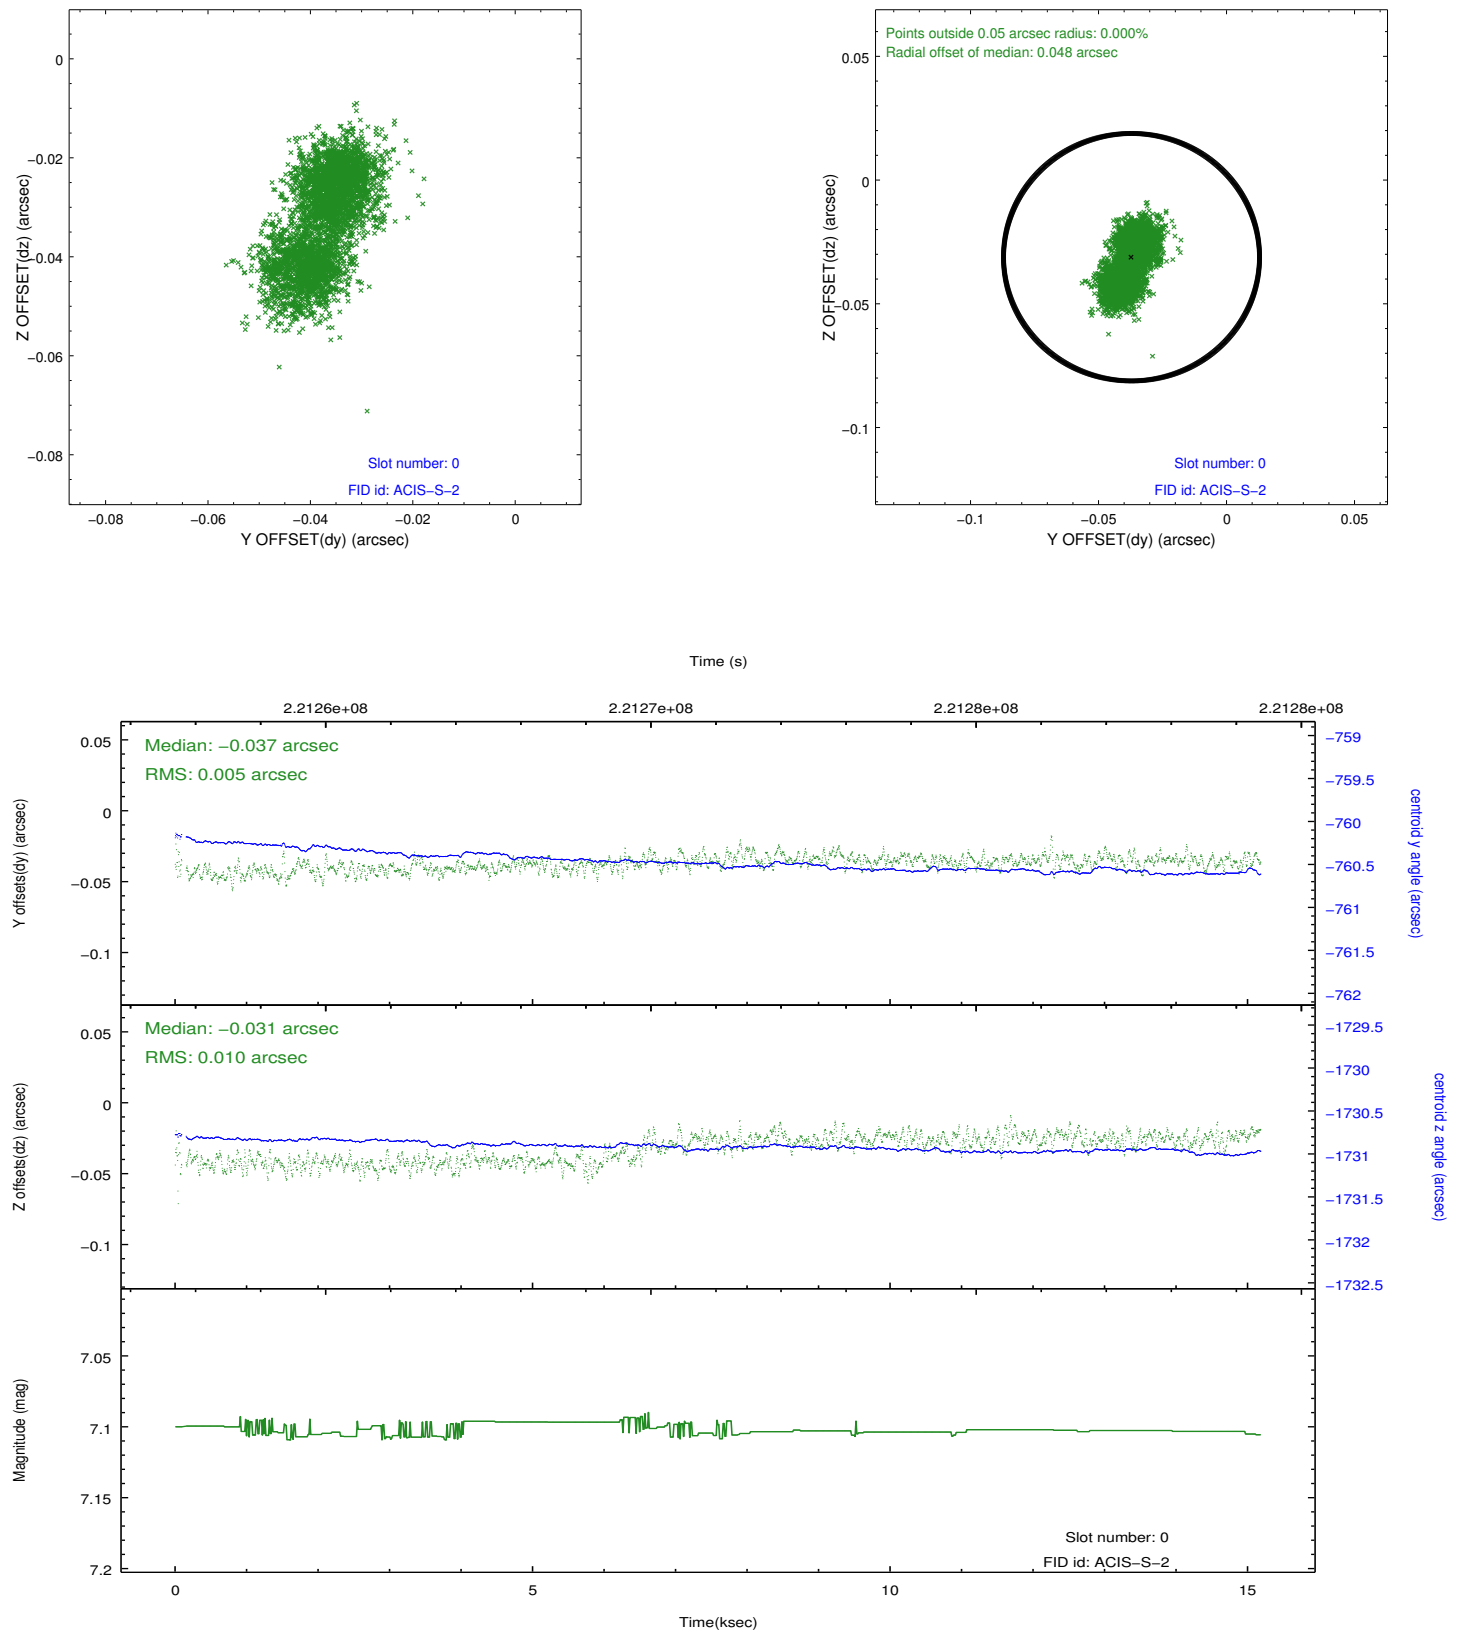 0
−0.02
−0.04
−0.06
−0.08
Z OFFSET(dz) (arcsec)
Slot number: 0
FID id: ACIS−S−2
−0.08
−0.06
−0.04
−0.02
0
Y OFFSET(dy) (arcsec)
Points outside 0.05 arcsec radius: 0.000%
Radial offset of median: 0.048 arcsec
0.05
0
−0.05
−0.1
Z OFFSET(dz) (arcsec)
Slot number: 0
FID id: ACIS−S−2
−0.1
−0.05
0
0.05
Y OFFSET(dy) (arcsec)
Time (s)
2.2126e+08
2.2127e+08
2.2128e+08
2.2128e+08
Median: −0.037 arcsec
RMS: 0.005 arcsec
0.05
0
−0.05
−0.1
Y offsets(dy) (arcsec)
−759
−759.5
−760
−760.5
−761
−761.5
−762
centroid y angle (arcsec)
Median: −0.031 arcsec
RMS: 0.010 arcsec
0.05
0
−0.05
−0.1
Z offsets(dz) (arcsec)
−1729.5
−1730
−1730.5
−1731
−1731.5
−1732
−1732.5
centroid z angle (arcsec)
7.05
7.1
7.15
7.2
Magnitude (mag)
Slot number: 0
FID id: ACIS−S−2
0
5
10
15
Time(ksec)